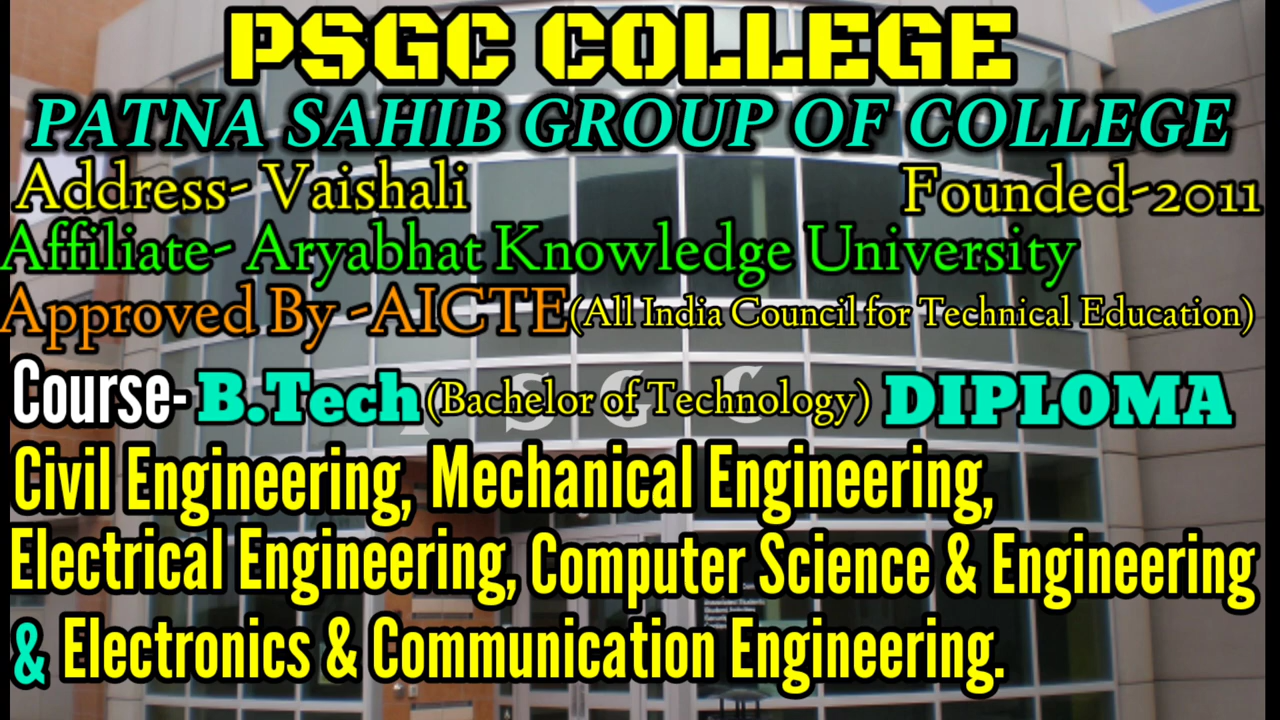 PSGC COLLEGE
PATNA SAHIB GROUP OF COLLEGE
Address- Vaishali Founded-2011
Affiliate- Aryabhat Knowledge University
Approved By -AICTE(All India Council for Technical Education)
Course- B.Tech (Bachelor of Technology) DIPLOMA
P S G C
Civil Engineering, Mechanical Engineering,
Electrical Engineering, Computer Science & Engineering
& Electronics & Communication Engineering.